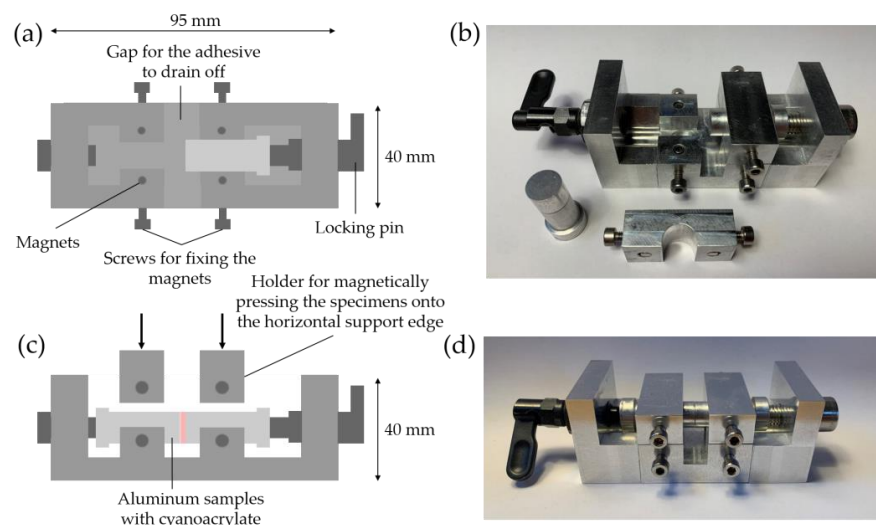 (a)
95 mm
Gap for the adhesive
to drain off
40 mm
Magnets
Locking pin
Screws for fixing the
magnets
(b)
(c)
Holder for magnetically
pressing the specimens onto
the horizontal support edge
40 mm
Aluminum samples
with cyanoacrylate
(d)